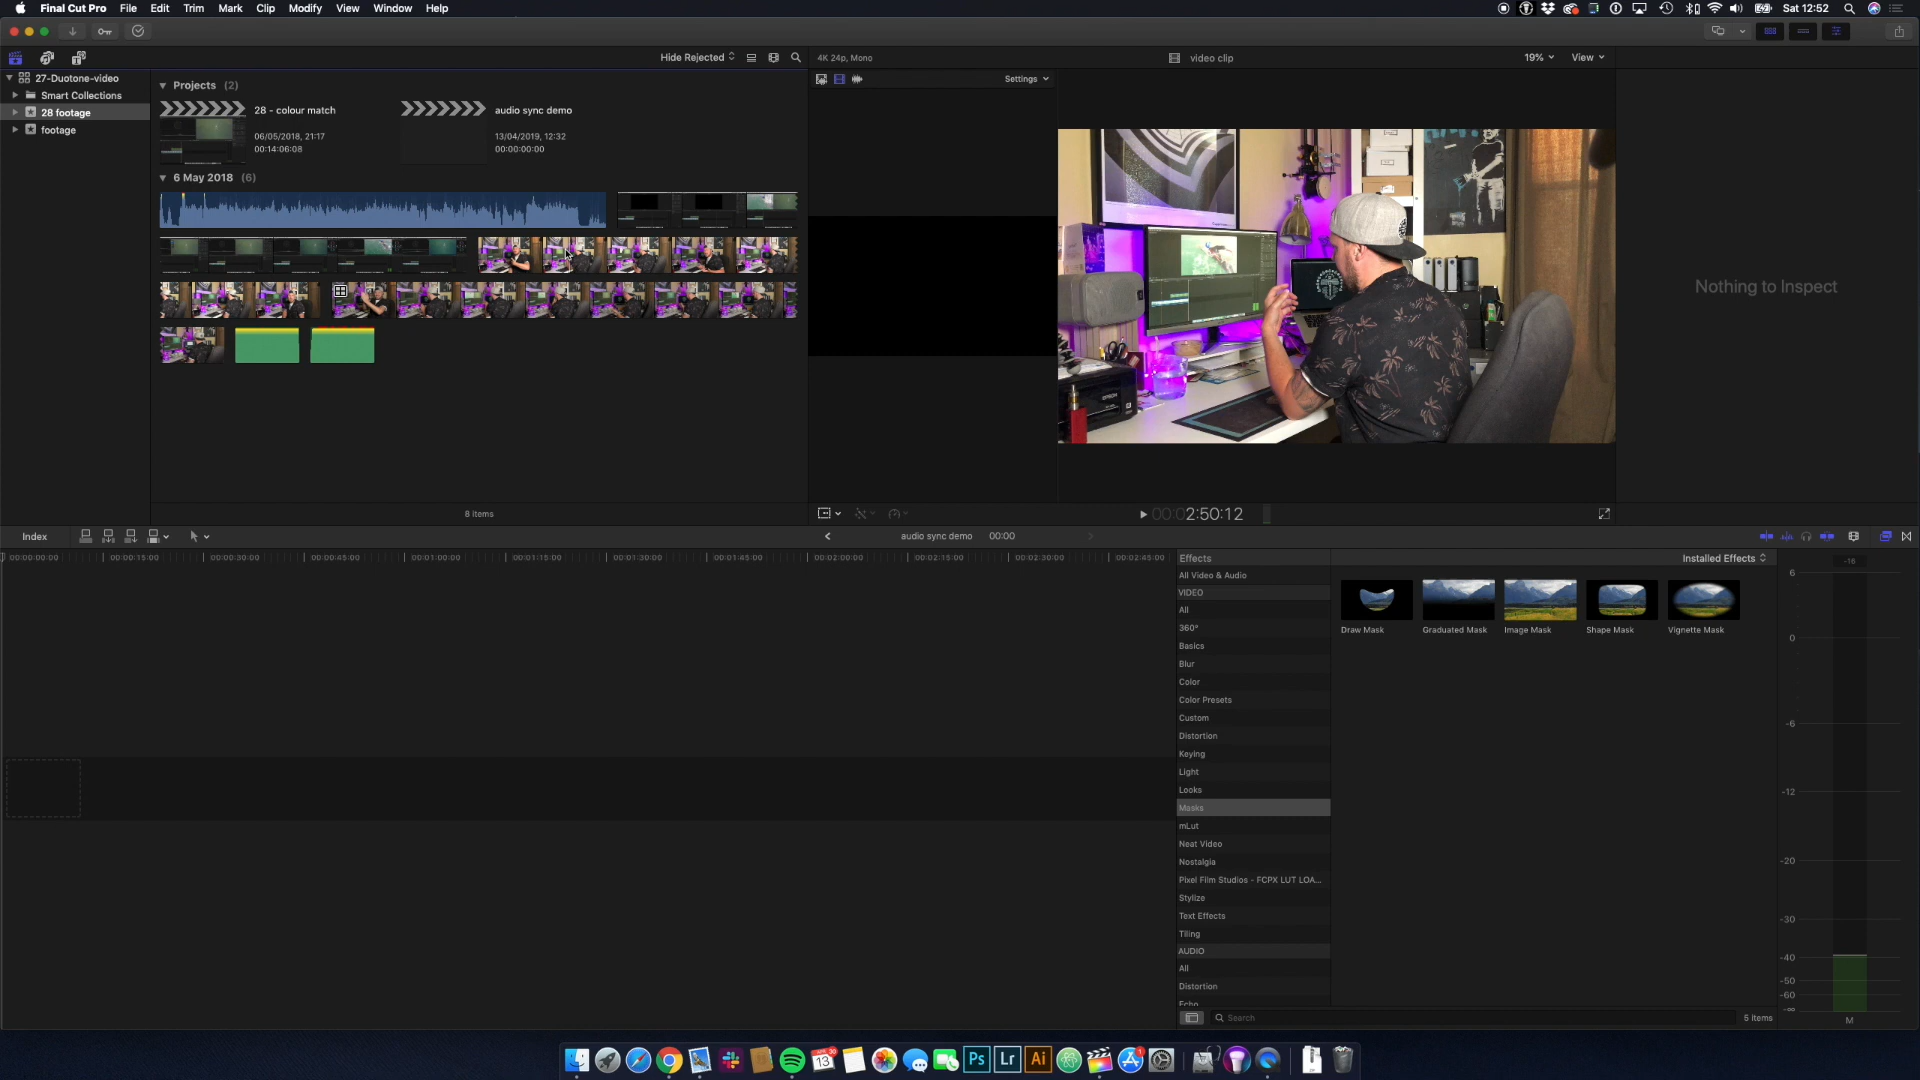 Final Cut Pro File Edit Trim Mark Clip Modify View Window Help
Sat 12:52
27-Duotone-video
Smart Collections
28 footage
footage
Hide Rejected
Projects (2)
28 - colour match
06/05/2018, 21:17
00:14:06:08
audio sync demo
13/04/2019, 12:32
00:00:00:00
6 May 2018 (6)
8 items
4K 24p, Mono
video clip
19%
View
Settings
EPSON
00:02:50:12
Nothing to Inspect
Index
audio sync demo 00:00
00:00:00:00 00:00:15:00 00:00:30:00 00:00:45:00 00:01:00:00 00:01:15:00 00:01:30:00 00:01:45:00 00:02:00:00 00:02:15:00 00:02:30:00 00:02:45:00
Effects
Installed Effects
All Video & Audio
VIDEO
All
360°
Basics
Blur
Color
Color Presets
Custom
Distortion
Keying
Light
Looks
Masks
mLut
Neat Video
Nostalgia
Pixel Film Studios - FCPX LUT LOA...
Stylize
Text Effects
Tiling
AUDIO
All
Distortion
Echo
Draw Mask
Graduated Mask
Image Mask
Shape Mask
Vignette Mask
Search
5 items
-16
6
0
-6
-12
-20
-30
-40
-50
-60
-∞
M
13
Ps
Lr
Ai
1